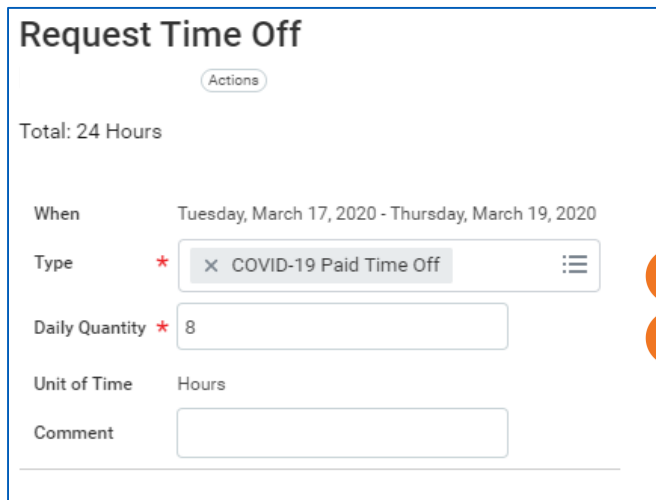 Request Time Off
Actions
Total: 24 Hours
When Tuesday, March 17, 2020 - Thursday, March 19, 2020
Type * × COVID-19 Paid Time Off
Daily Quantity * 8
Unit of Time Hours
Comment